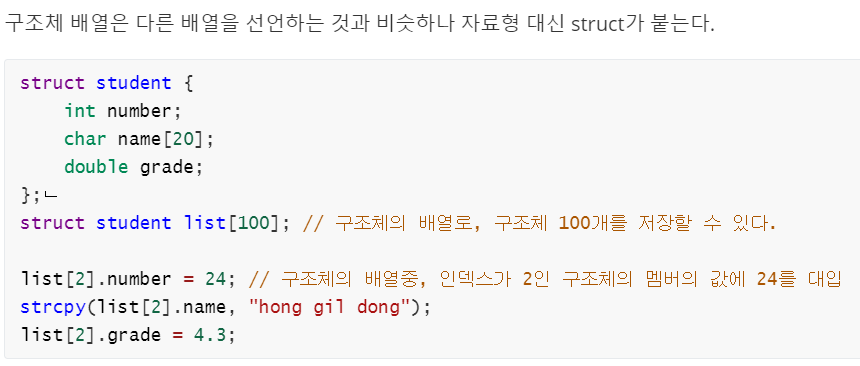 구조체 배열은 다른 배열을 선언하는 것과 비슷하나 자료형 대신 struct가 붙는다.
struct student {
    int number;
    char name[20];
    double grade;
};ㄴ
struct student list[100]; // 구조체의 배열로, 구조체 100개를 저장할 수 있다.
list[2].number = 24; // 구조체의 배열중, 인덱스가 2인 구조체의 멤버의 값에 24를 대입
strcpy(list[2].name, "hong gil dong");
list[2].grade = 4.3;